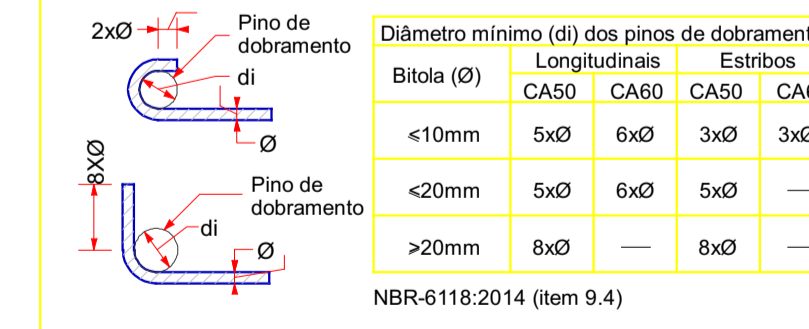 2xØ
Pino de
dobramento
di
Ø
8XØ
Pino de
dobramento
di
Ø
Diâmetro mínimo (di) dos pinos de dobrament
Bitola (Ø) Longitudinais Estribos
CA50 CA60 CA50 CA6
⩽10mm 5xØ 6xØ 3xØ 3xØ
⩽20mm 5xØ 6xØ 5xØ —
⩾20mm 8xØ — 8xØ —
NBR-6118:2014 (item 9.4)